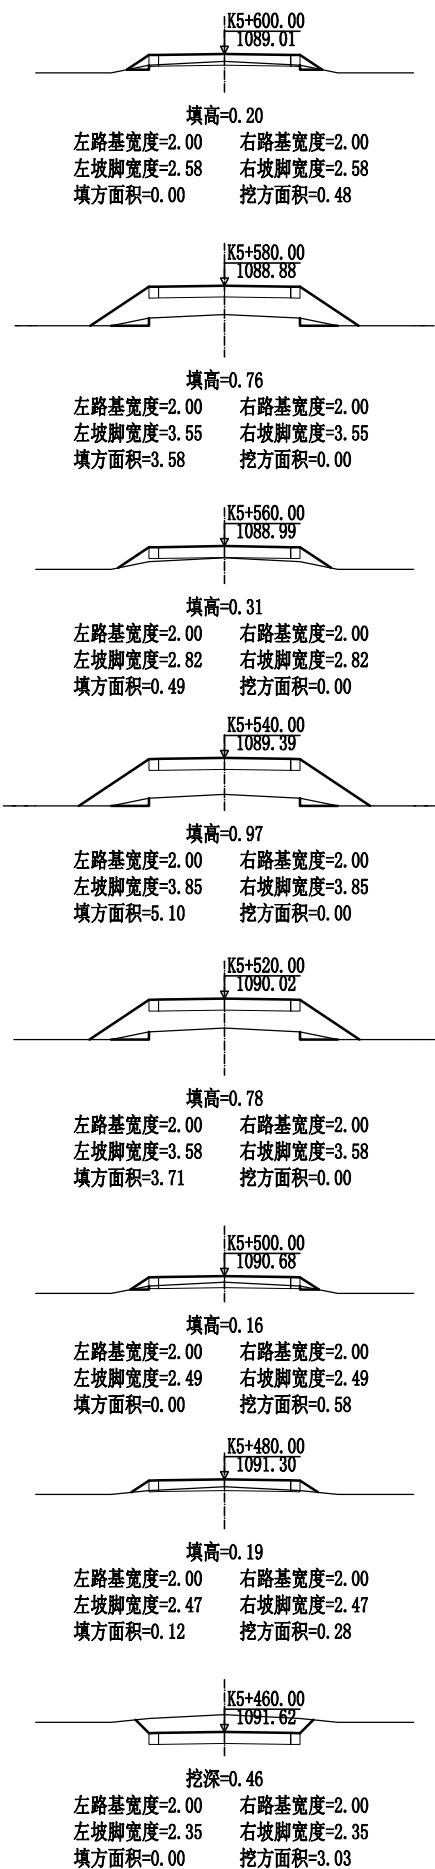 K5+600.00
1089.01
填高=0.20
左路基宽度=2.00 右路基宽度=2.00
左坡脚宽度=2.58 右坡脚宽度=2.58
填方面积=0.00 挖方面积=0.48
K5+580.00
1088.88
填高=0.76
左路基宽度=2.00 右路基宽度=2.00
左坡脚宽度=3.55 右坡脚宽度=3.55
填方面积=3.58 挖方面积=0.00
K5+560.00
1088.99
填高=0.31
左路基宽度=2.00 右路基宽度=2.00
左坡脚宽度=2.82 右坡脚宽度=2.82
填方面积=0.49 挖方面积=0.00
K5+540.00
1089.39
填高=0.97
左路基宽度=2.00 右路基宽度=2.00
左坡脚宽度=3.85 右坡脚宽度=3.85
填方面积=5.10 挖方面积=0.00
K5+520.00
1090.02
填高=0.78
左路基宽度=2.00 右路基宽度=2.00
左坡脚宽度=3.58 右坡脚宽度=3.58
填方面积=3.71 挖方面积=0.00
K5+500.00
1090.68
填高=0.16
左路基宽度=2.00 右路基宽度=2.00
左坡脚宽度=2.49 右坡脚宽度=2.49
填方面积=0.00 挖方面积=0.58
K5+480.00
1091.30
填高=0.19
左路基宽度=2.00 右路基宽度=2.00
左坡脚宽度=2.47 右坡脚宽度=2.47
填方面积=0.12 挖方面积=0.28
K5+460.00
1091.62
挖深=0.46
左路基宽度=2.00 右路基宽度=2.00
左坡脚宽度=2.35 右坡脚宽度=2.35
填方面积=0.00 挖方面积=3.03